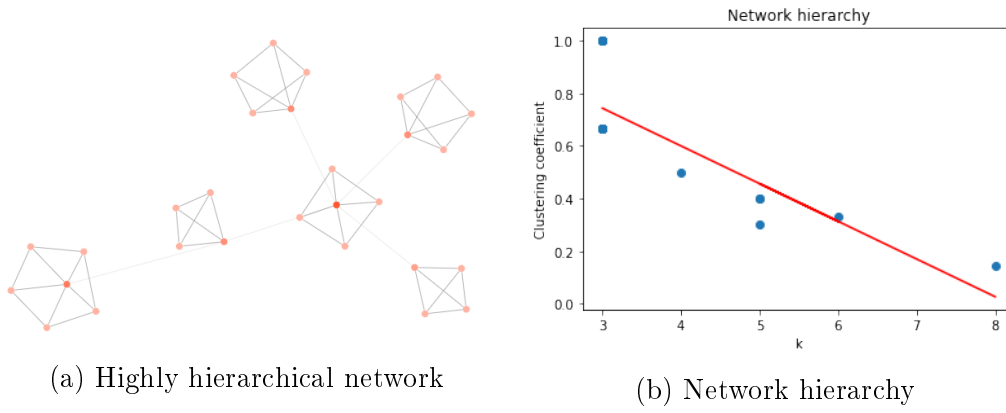 Network hierarchy
Clustering coefficient
1.0
0.8
0.6
0.4
0.2
0.0
3 4 5 6 7 8
k
(a) Highly hierarchical network
(b) Network hierarchy